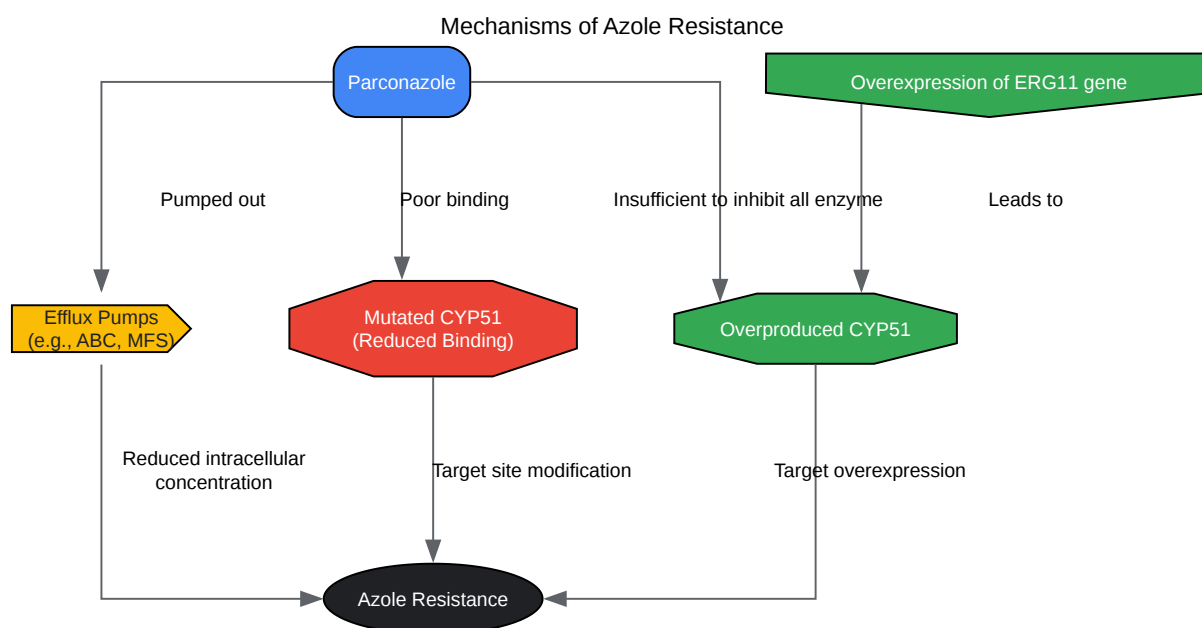 Mechanisms of Azole Resistance
Parconazole
Overexpression of ERG11 gene
Pumped out
Poor binding
Insufficient to inhibit all enzyme
Leads to
Efflux Pumps
(e.g., ABC, MFS)
Mutated CYP51
(Reduced Binding)
Overproduced CYP51
Reduced intracellular
concentration
Target site modification
Target overexpression
Azole Resistance